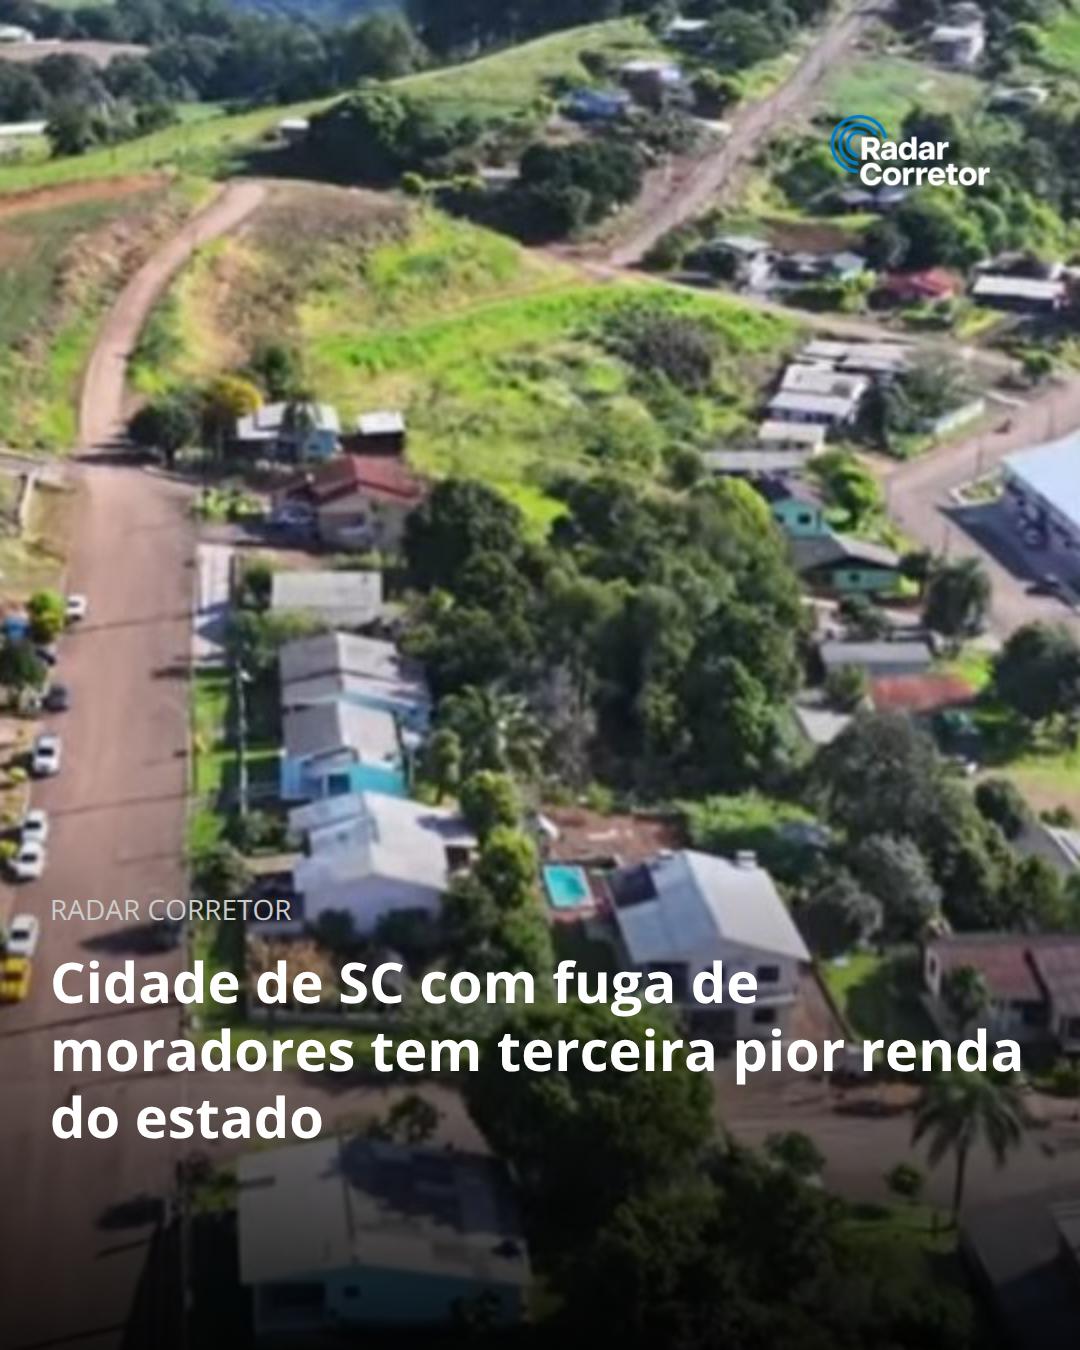 Radar
Corretor
RADAR CORRETOR
Cidade de SC com fuga de
moradores tem terceira pior renda
do estado